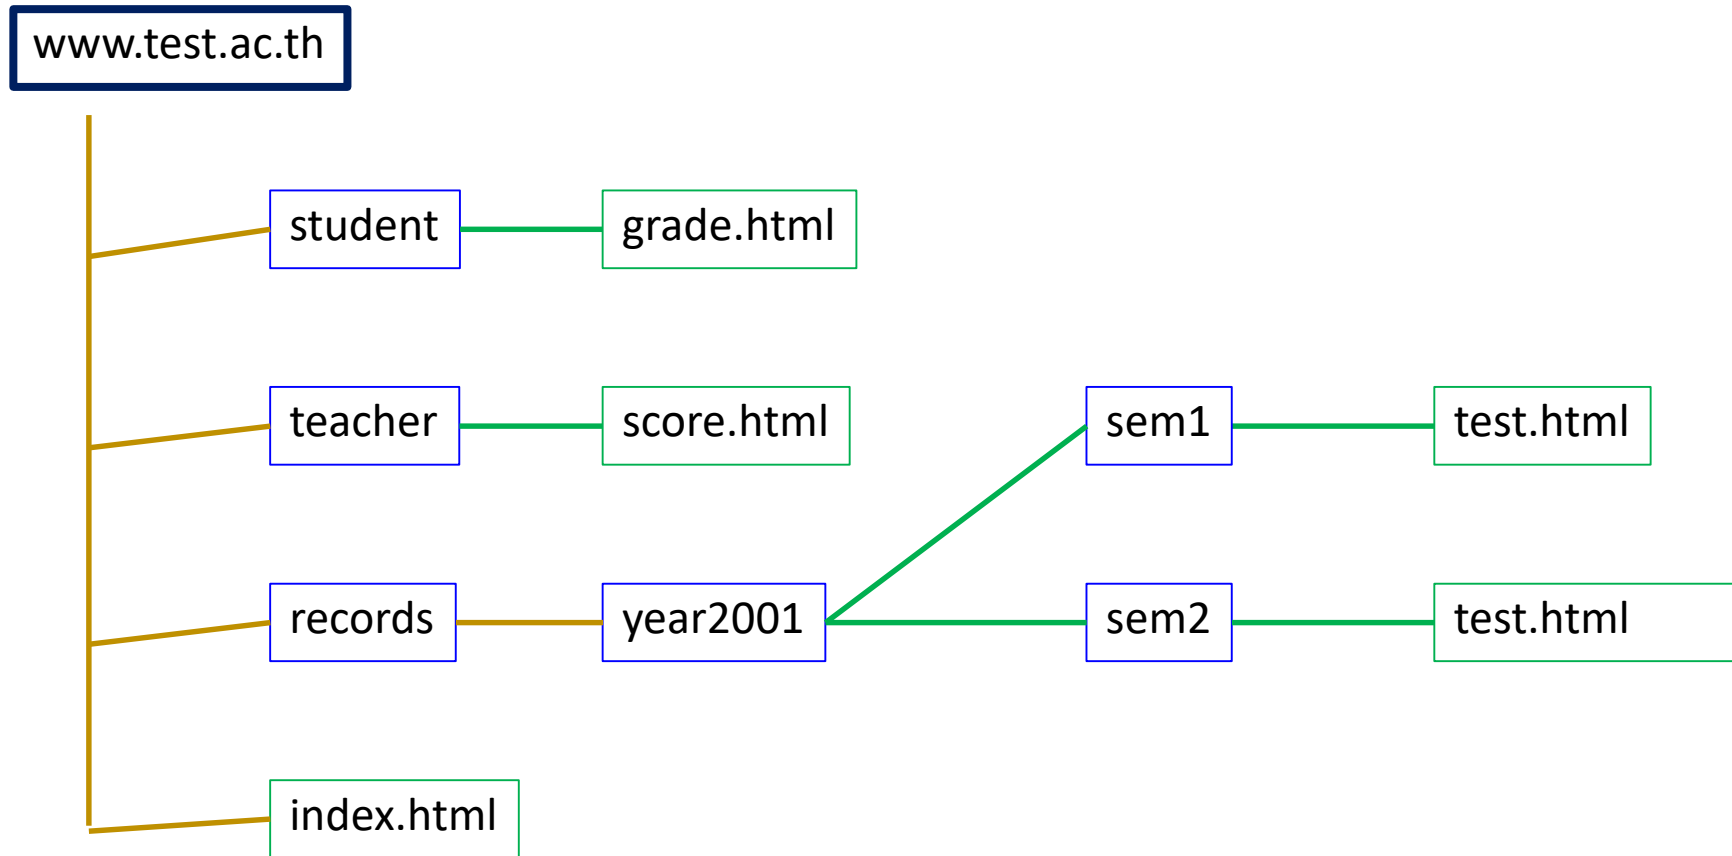 www.test.ac.th
student
grade.html
teacher
score.html
sem1
test.html
records
year2001
sem2
test.html
index.html